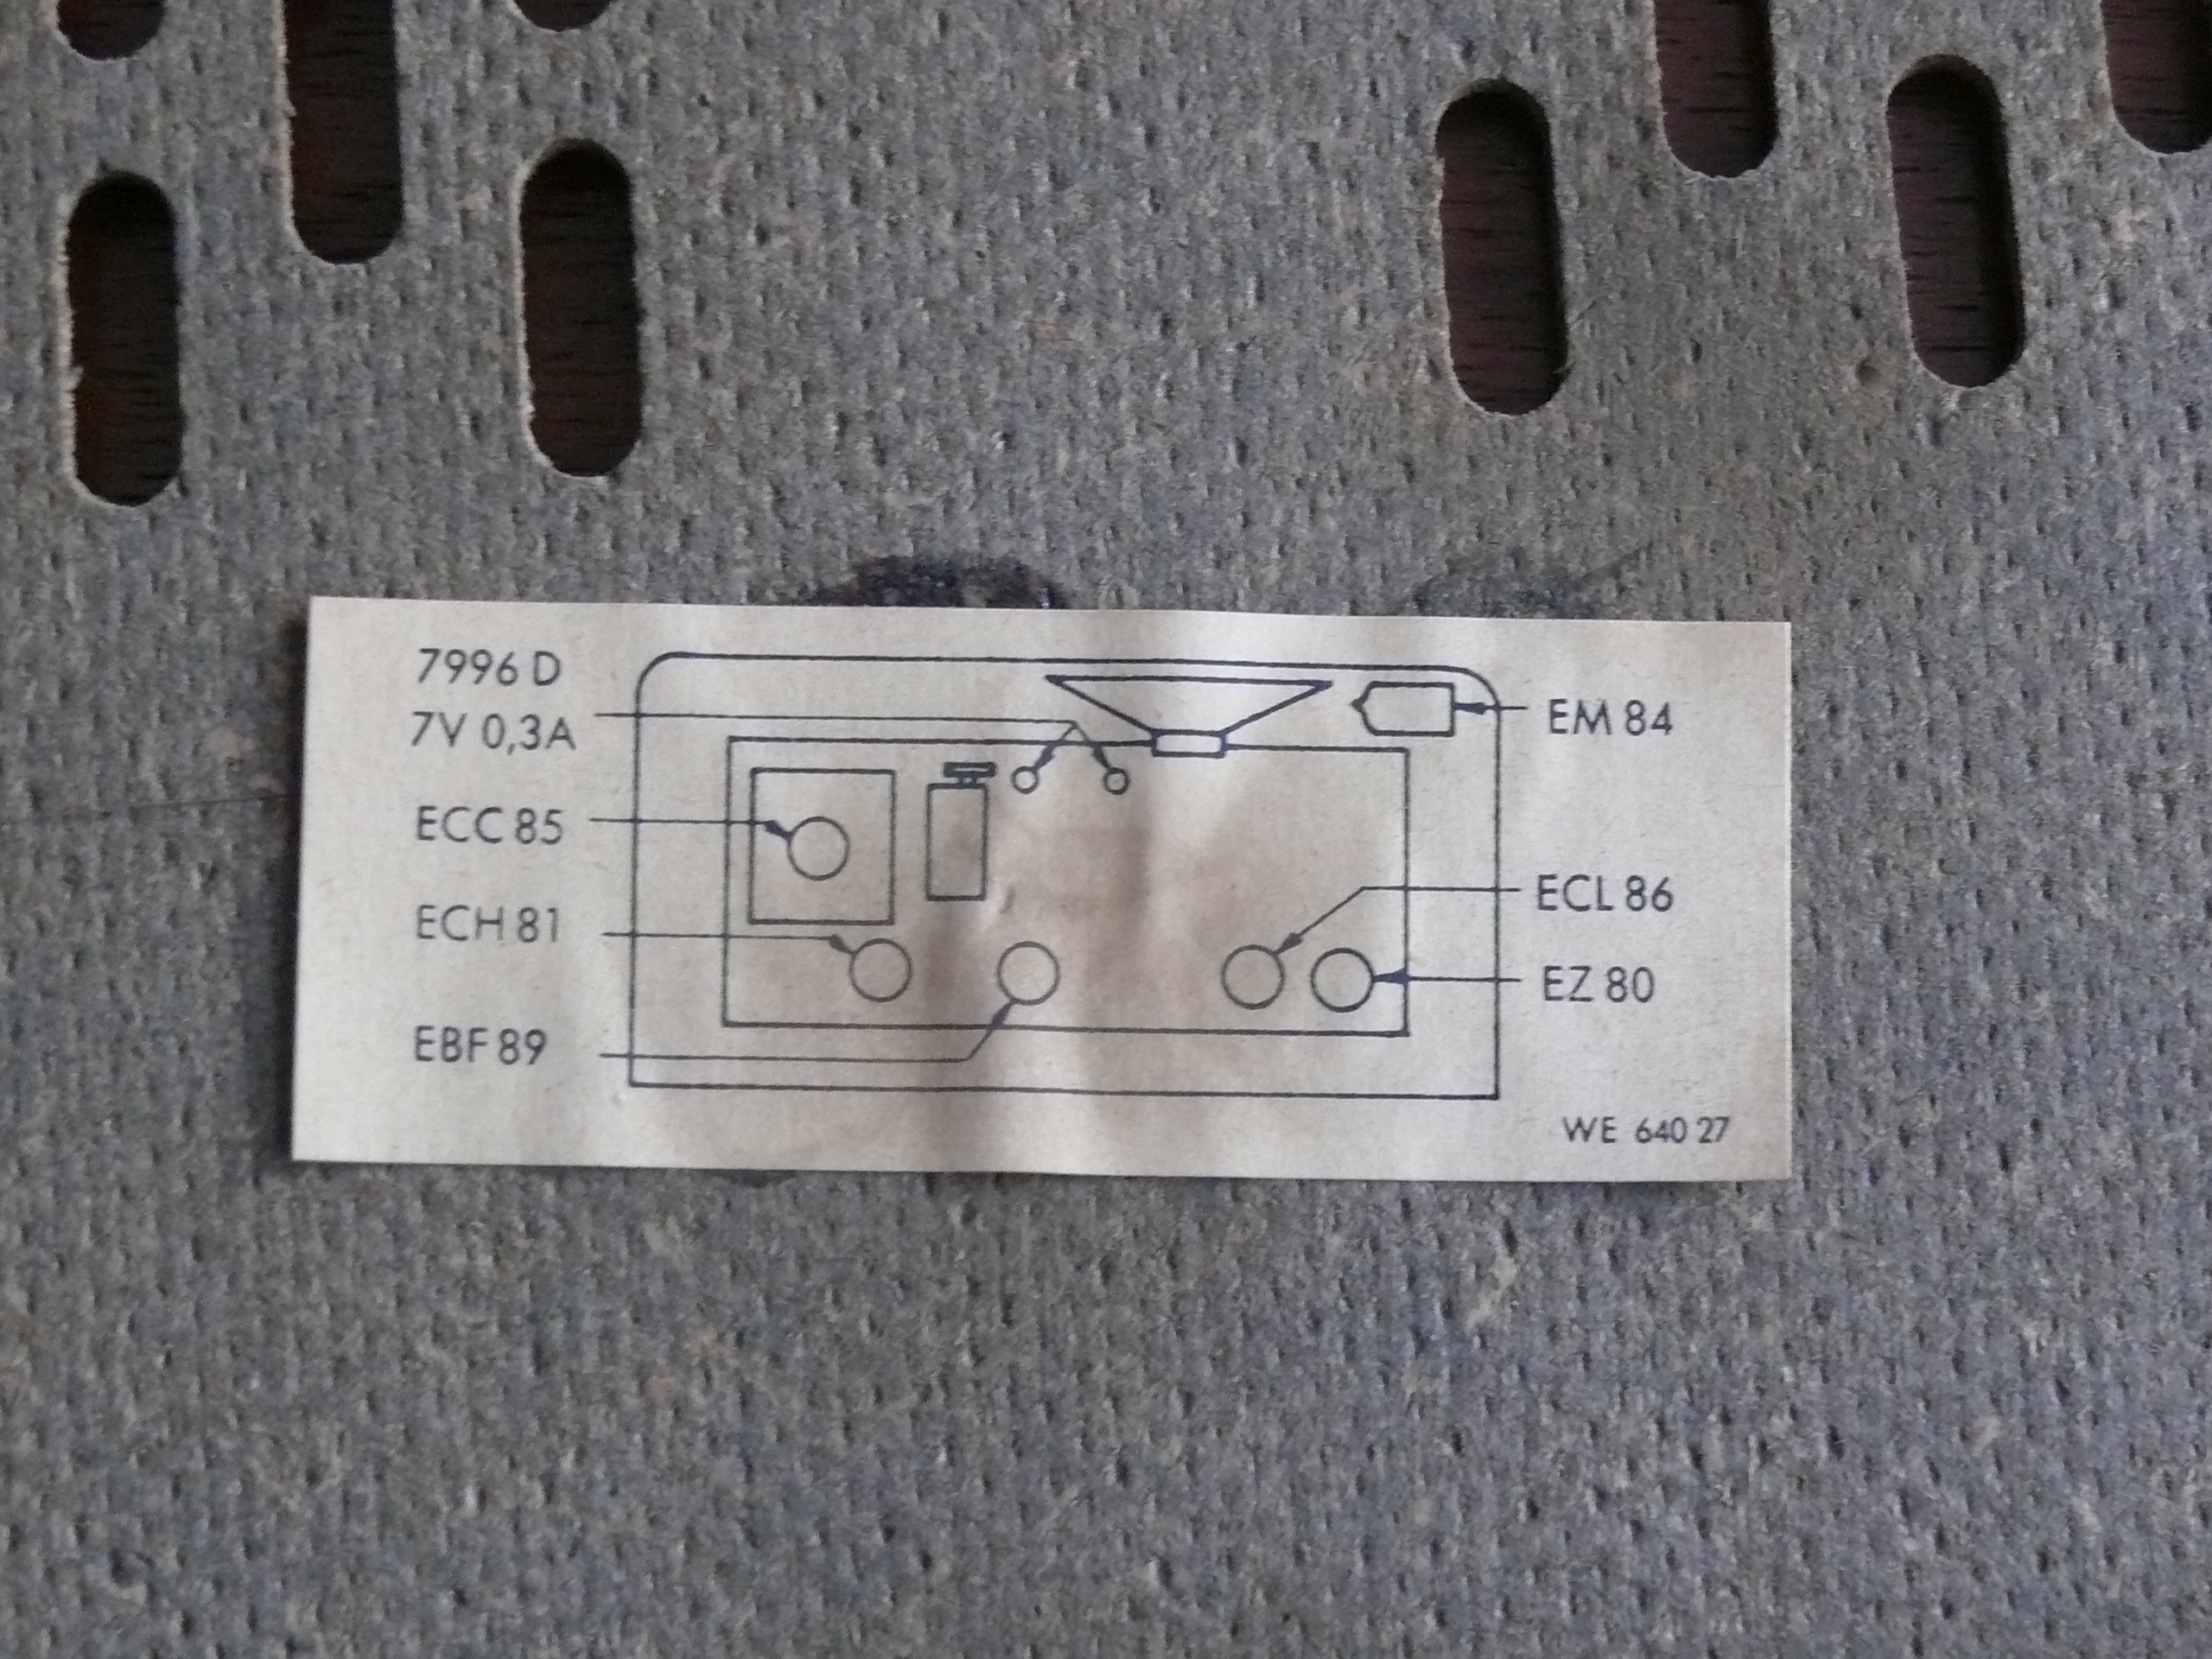 7996 D
7V 0,3A
ECC 85
ECH 81
EBF 89
EM 84
ECL 86
EZ 80
WE 640 27